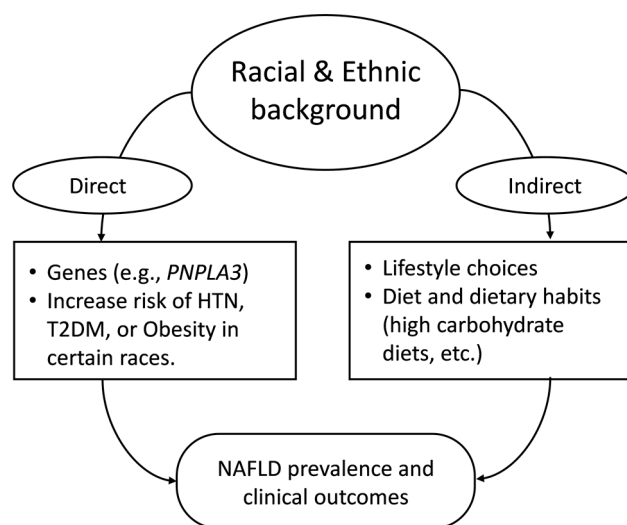 Racial & Ethnic
background
Direct
Indirect
• Genes (e.g., PNPLA3)
• Increase risk of HTN,
T2DM, or Obesity in
certain races.
• Lifestyle choices
• Diet and dietary habits
(high carbohydrate
diets, etc.)
NAFLD prevalence and
clinical outcomes